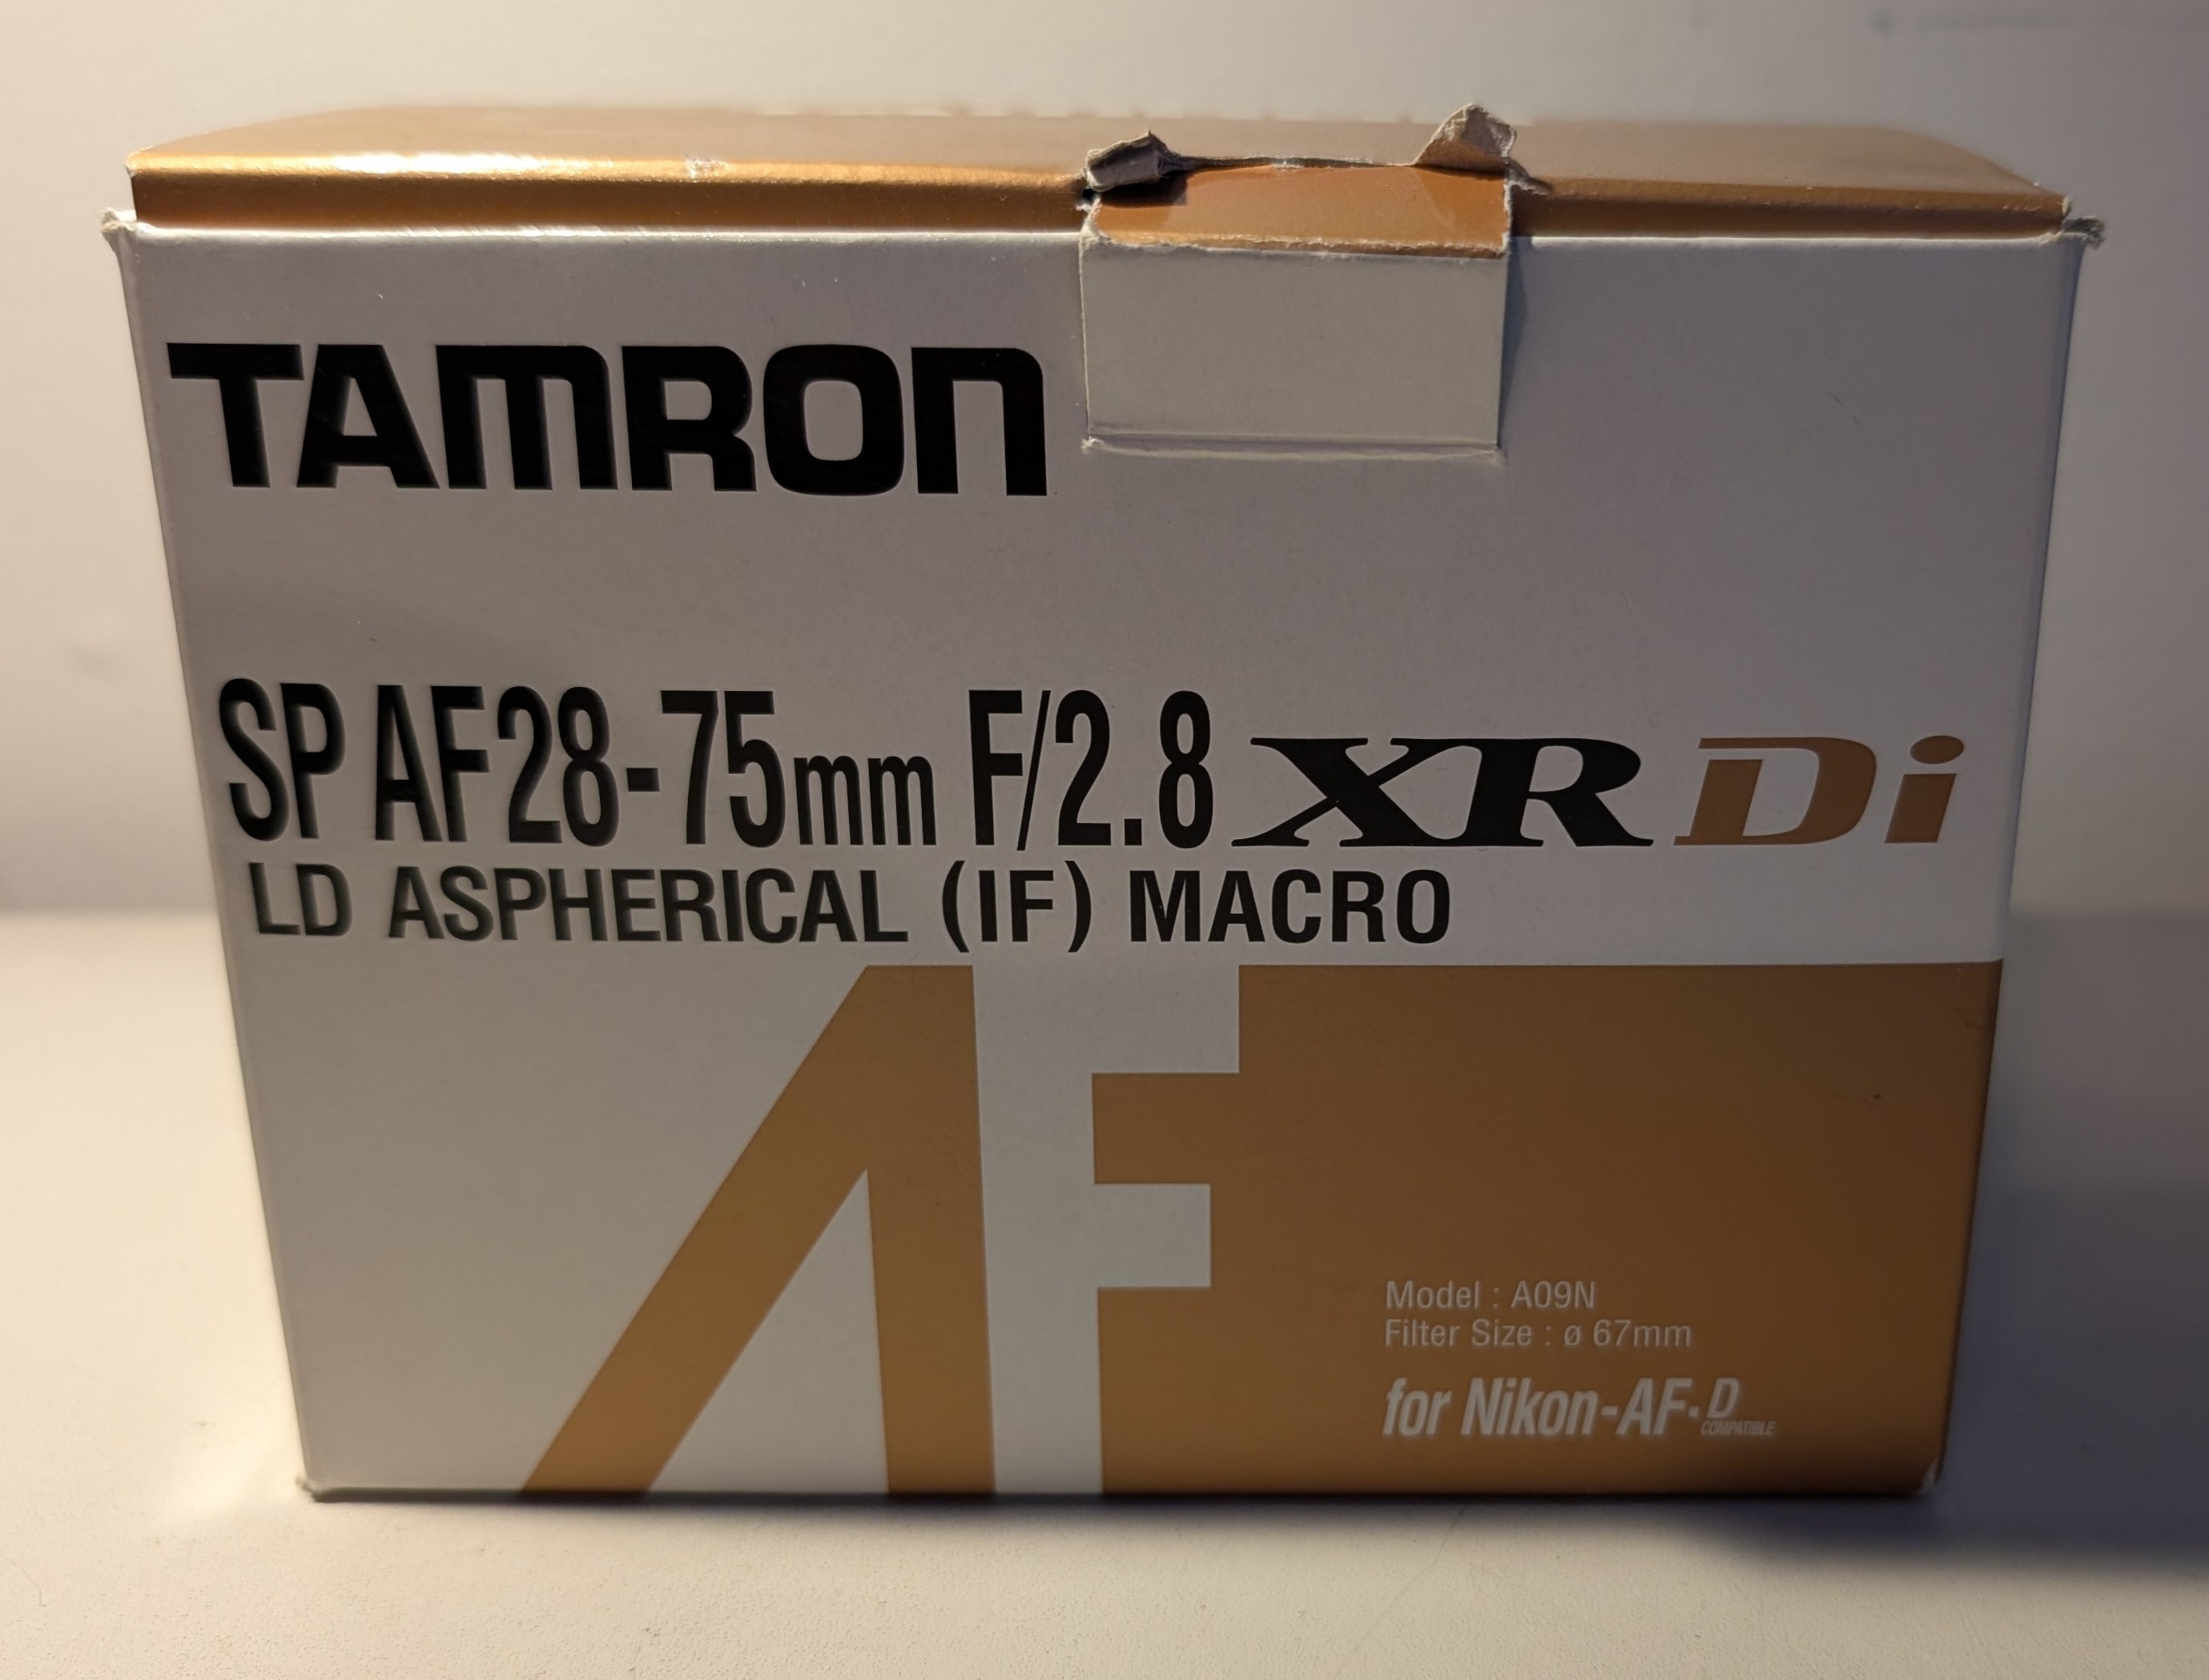 TAMRON
SP AF28-75mm F/2.8 XR Di
LD ASPHERICAL (IF) MACRO
AF
Model : A09N
Filter Size : ø 67mm
for Nikon-AF-D
COMPATIBLE